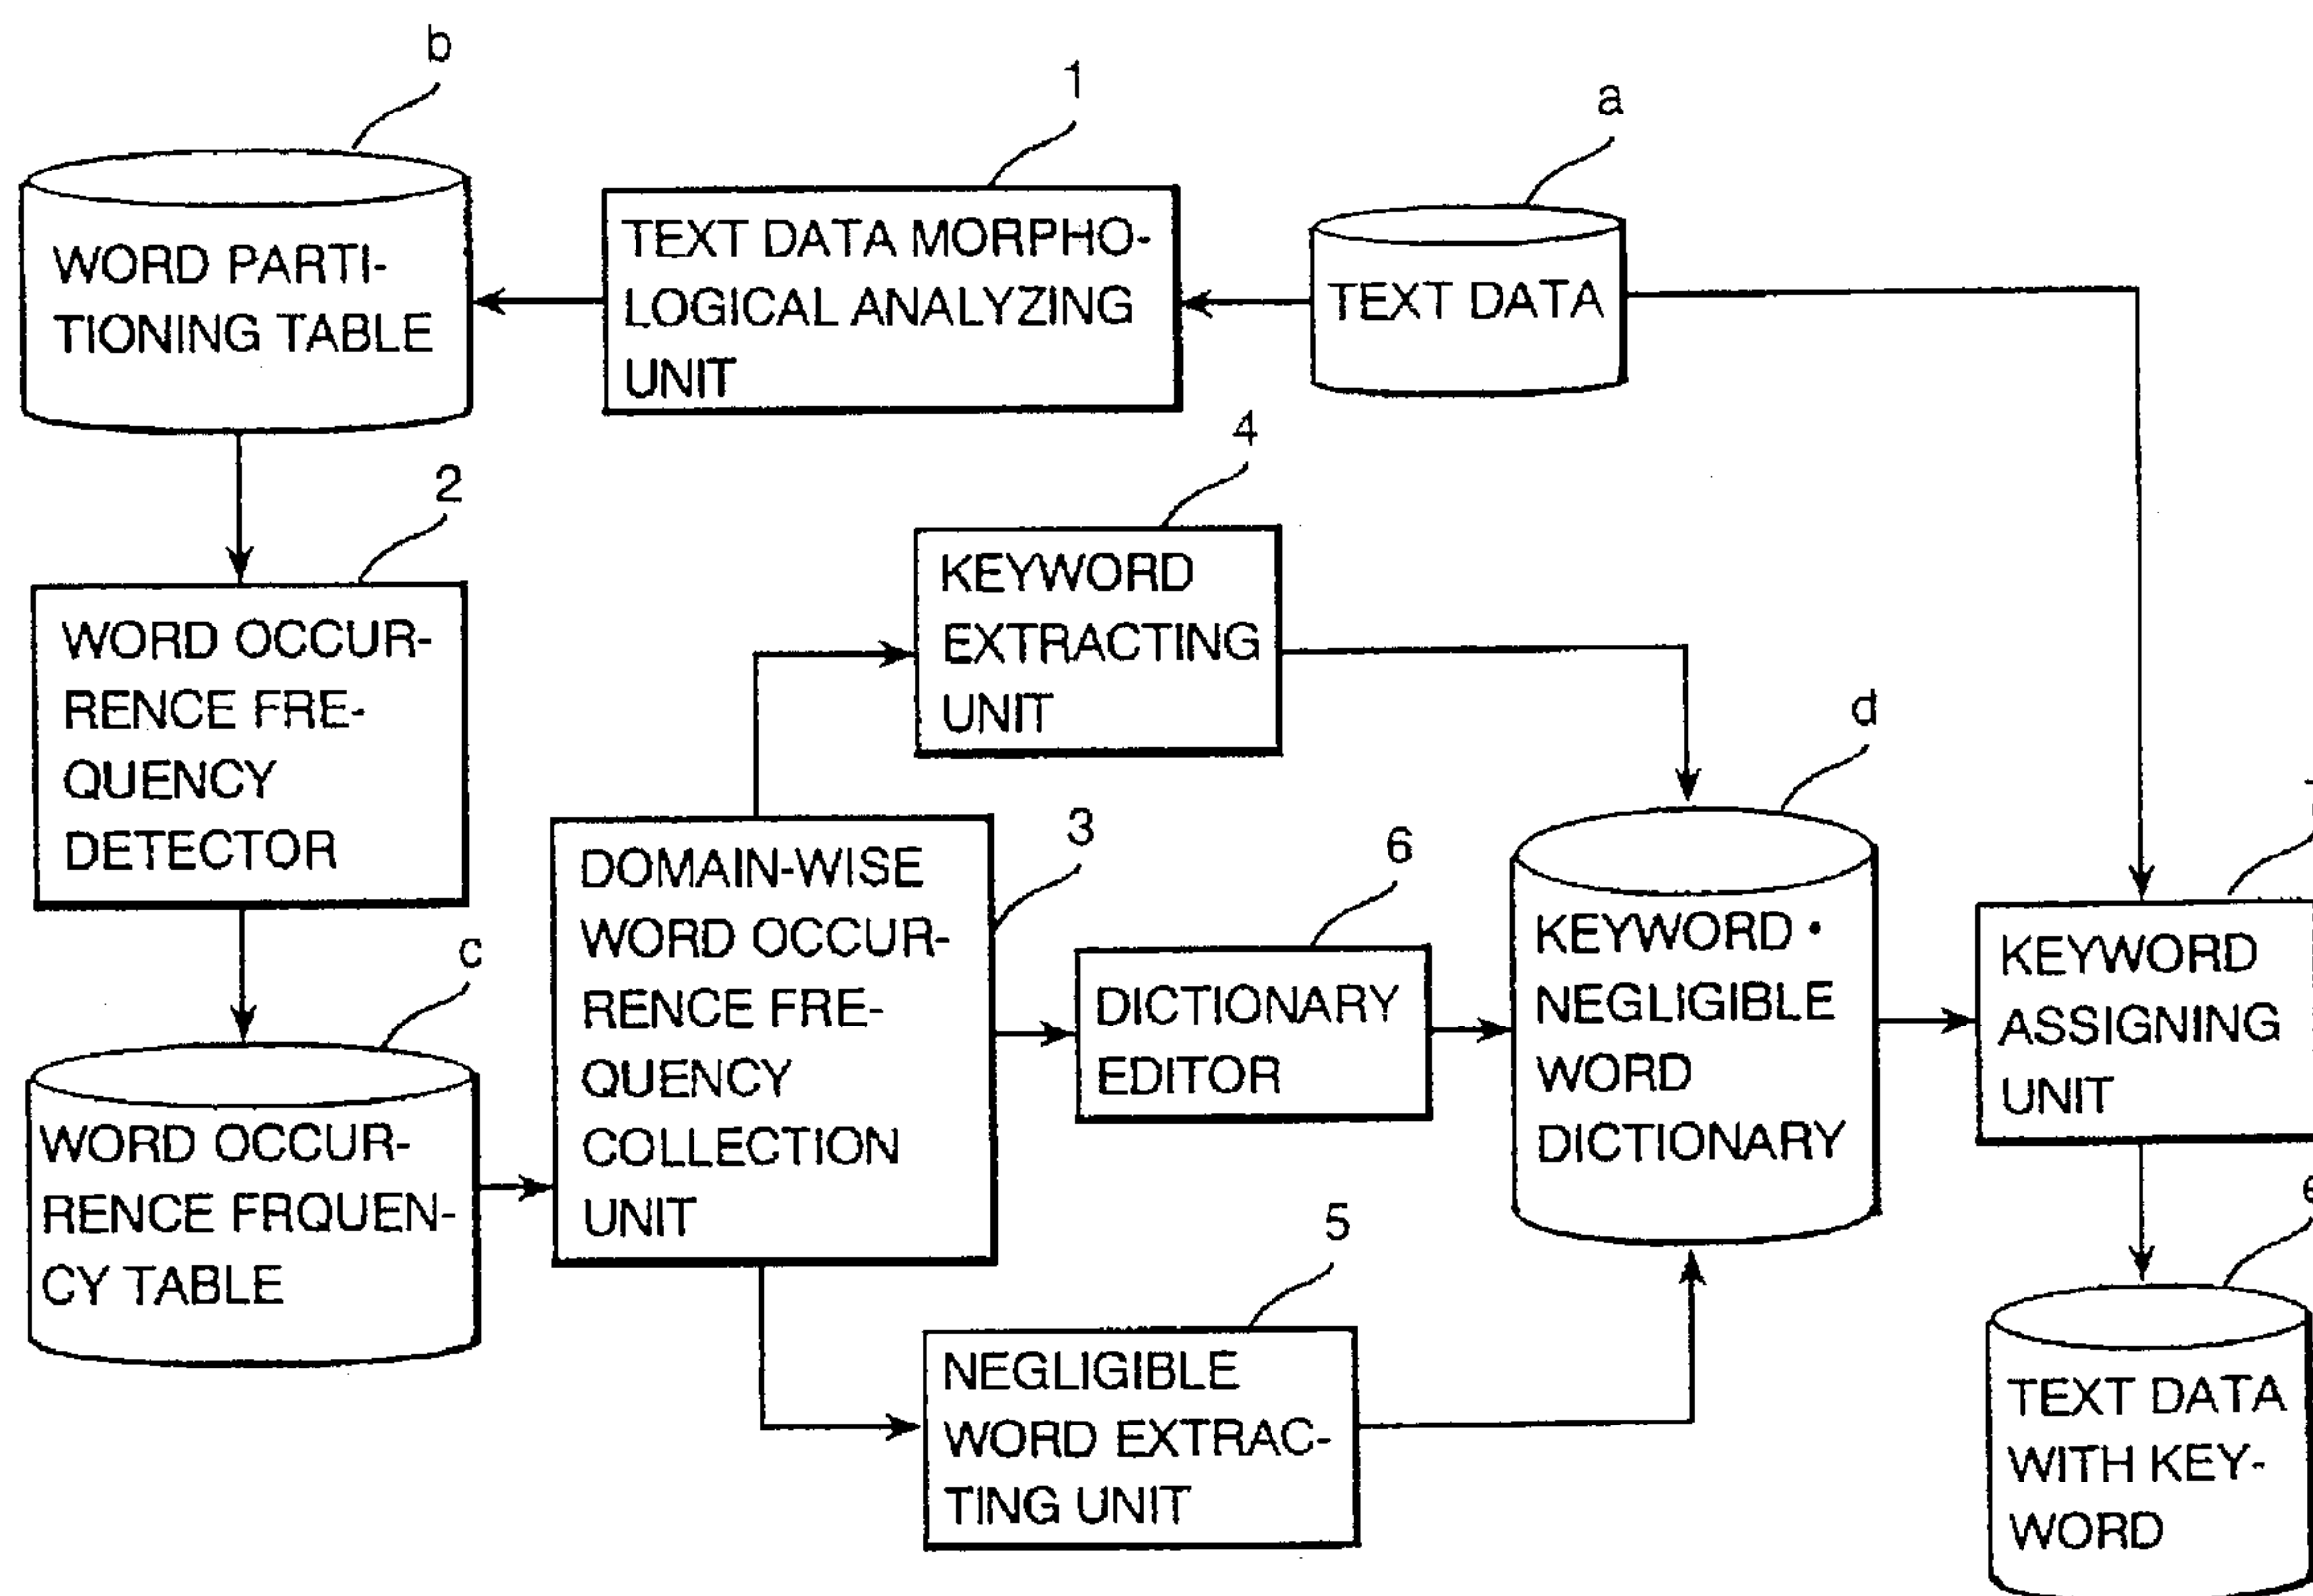 b
1
a
WORD PARTI-
TIONING TABLE
TEXT DATA MORPHO-
LOGICAL ANALYZING
UNIT
TEXT DATA
2
4
WORD OCCUR-
RENCE FRE-
QUENCY
DETECTOR
KEYWORD
EXTRACTING
UNIT
d
c
3
DOMAIN-WISE
WORD OCCUR-
RENCE FRE-
QUENCY
COLLECTION
UNIT
6
DICTIONARY
EDITOR
KEYWORD •
NEGLIGIBLE
WORD
DICTIONARY
KEYWORD
ASSIGNING
UNIT
WORD OCCUR-
RENCE FRQUEN-
CY TABLE
5
NEGLIGIBLE
WORD EXTRAC-
TING UNIT
e
TEXT DATA
WITH KEY-
WORD